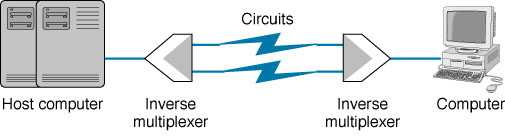 Circuits
Host computer
Inverse
multiplexer
Inverse
multiplexer
Computer